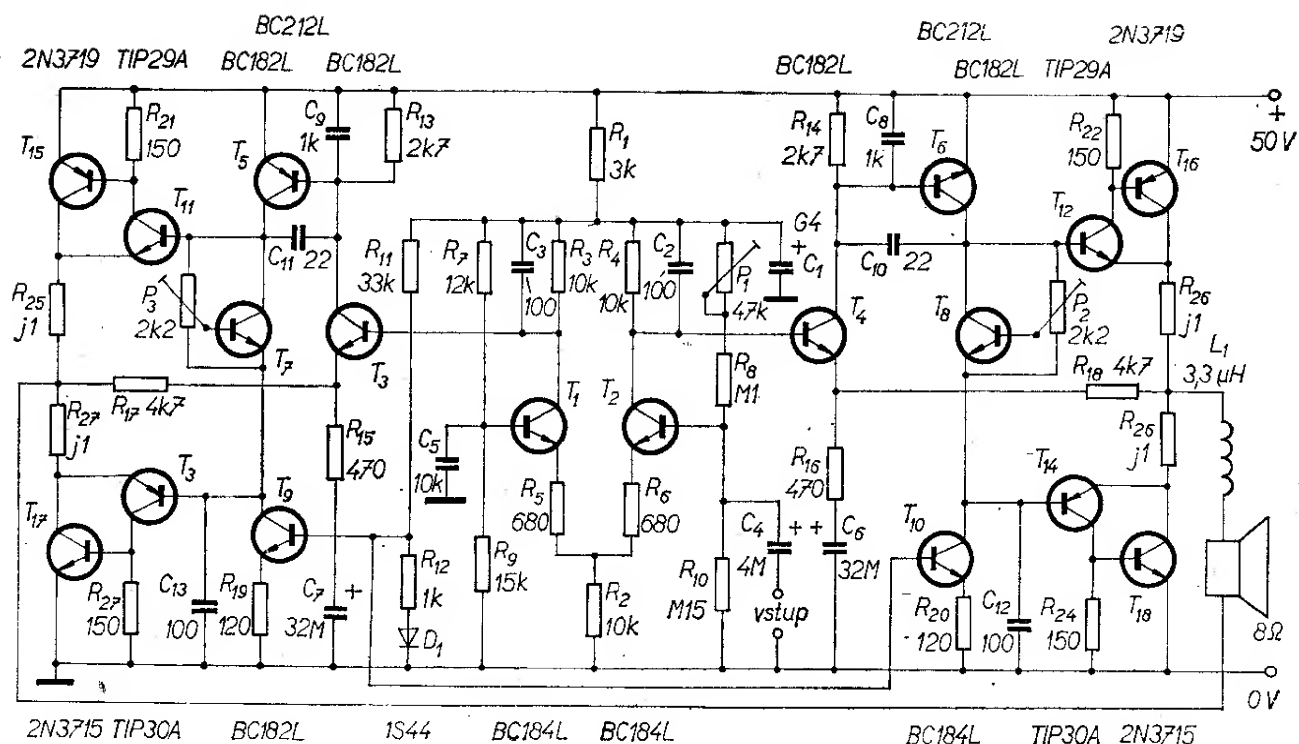 BC212L
BC212L
2N3719
2N3719 TIP29A
BC182L
BC182L
BC182L
BC182L
TIP29A
R21
150
C9
1k
R13
2k7
R1
3k
R14
2k7
C8
1k
R22
150
+
50V
T15
T5
T6
T16
T11
T12
C11 22
R11
33k
R7
12k
C3
100
R3
10k
R4
10k
C2
100
P1
47k
G4
+
C1
C10 22
R25
j1
P3
2k2
T7
T3
T4
T8
P2
2k2
R26
j1
L1
3,3 µH
R17 4k7
R8
M1
R18 4k7
R27
j1
R15
470
C5
10k
T1
T2
R16
470
R26
j1
T3
T9
T14
T17
R5
680
R6
680
T10
T18
R27
150
C13
100
R19
120
C7
32M
+
R12
1k
D1
R9
15k
R2
10k
R10
M15
C4
4M
+
+
C6
32M
vstup
R20
120
C12
100
R24
150
8Ω
0V
2N3715 TIP30A
BC182L
1S44
BC184L
BC184L
BC184L
TIP30A
2N3715